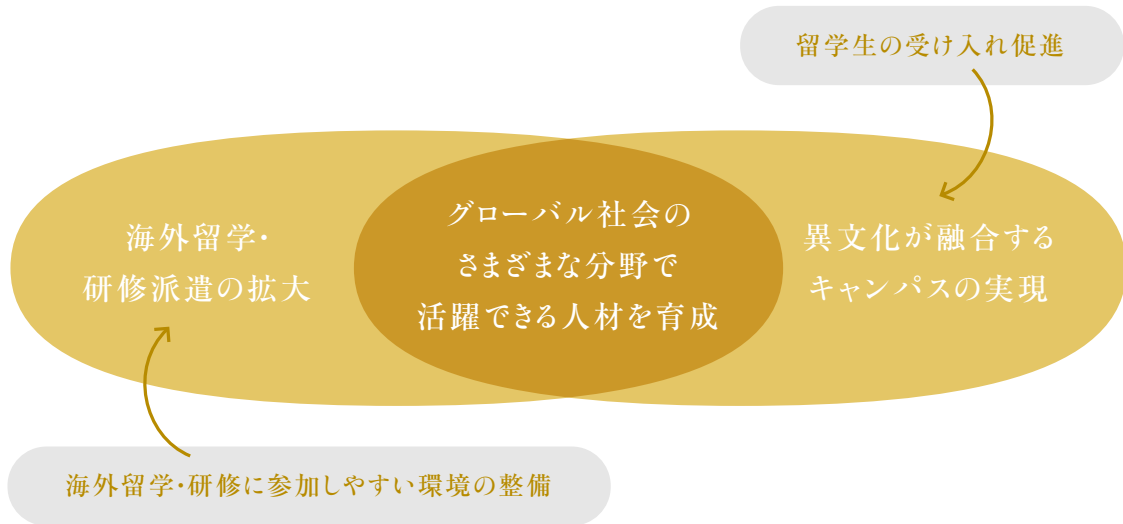 留学生の受け入れ促進
海外留学・
研修派遣の拡大
グローバル社会の
さまざまな分野で
活躍できる人材を育成
異文化が融合する
キャンパスの実現
海外留学・研修に参加しやすい環境の整備